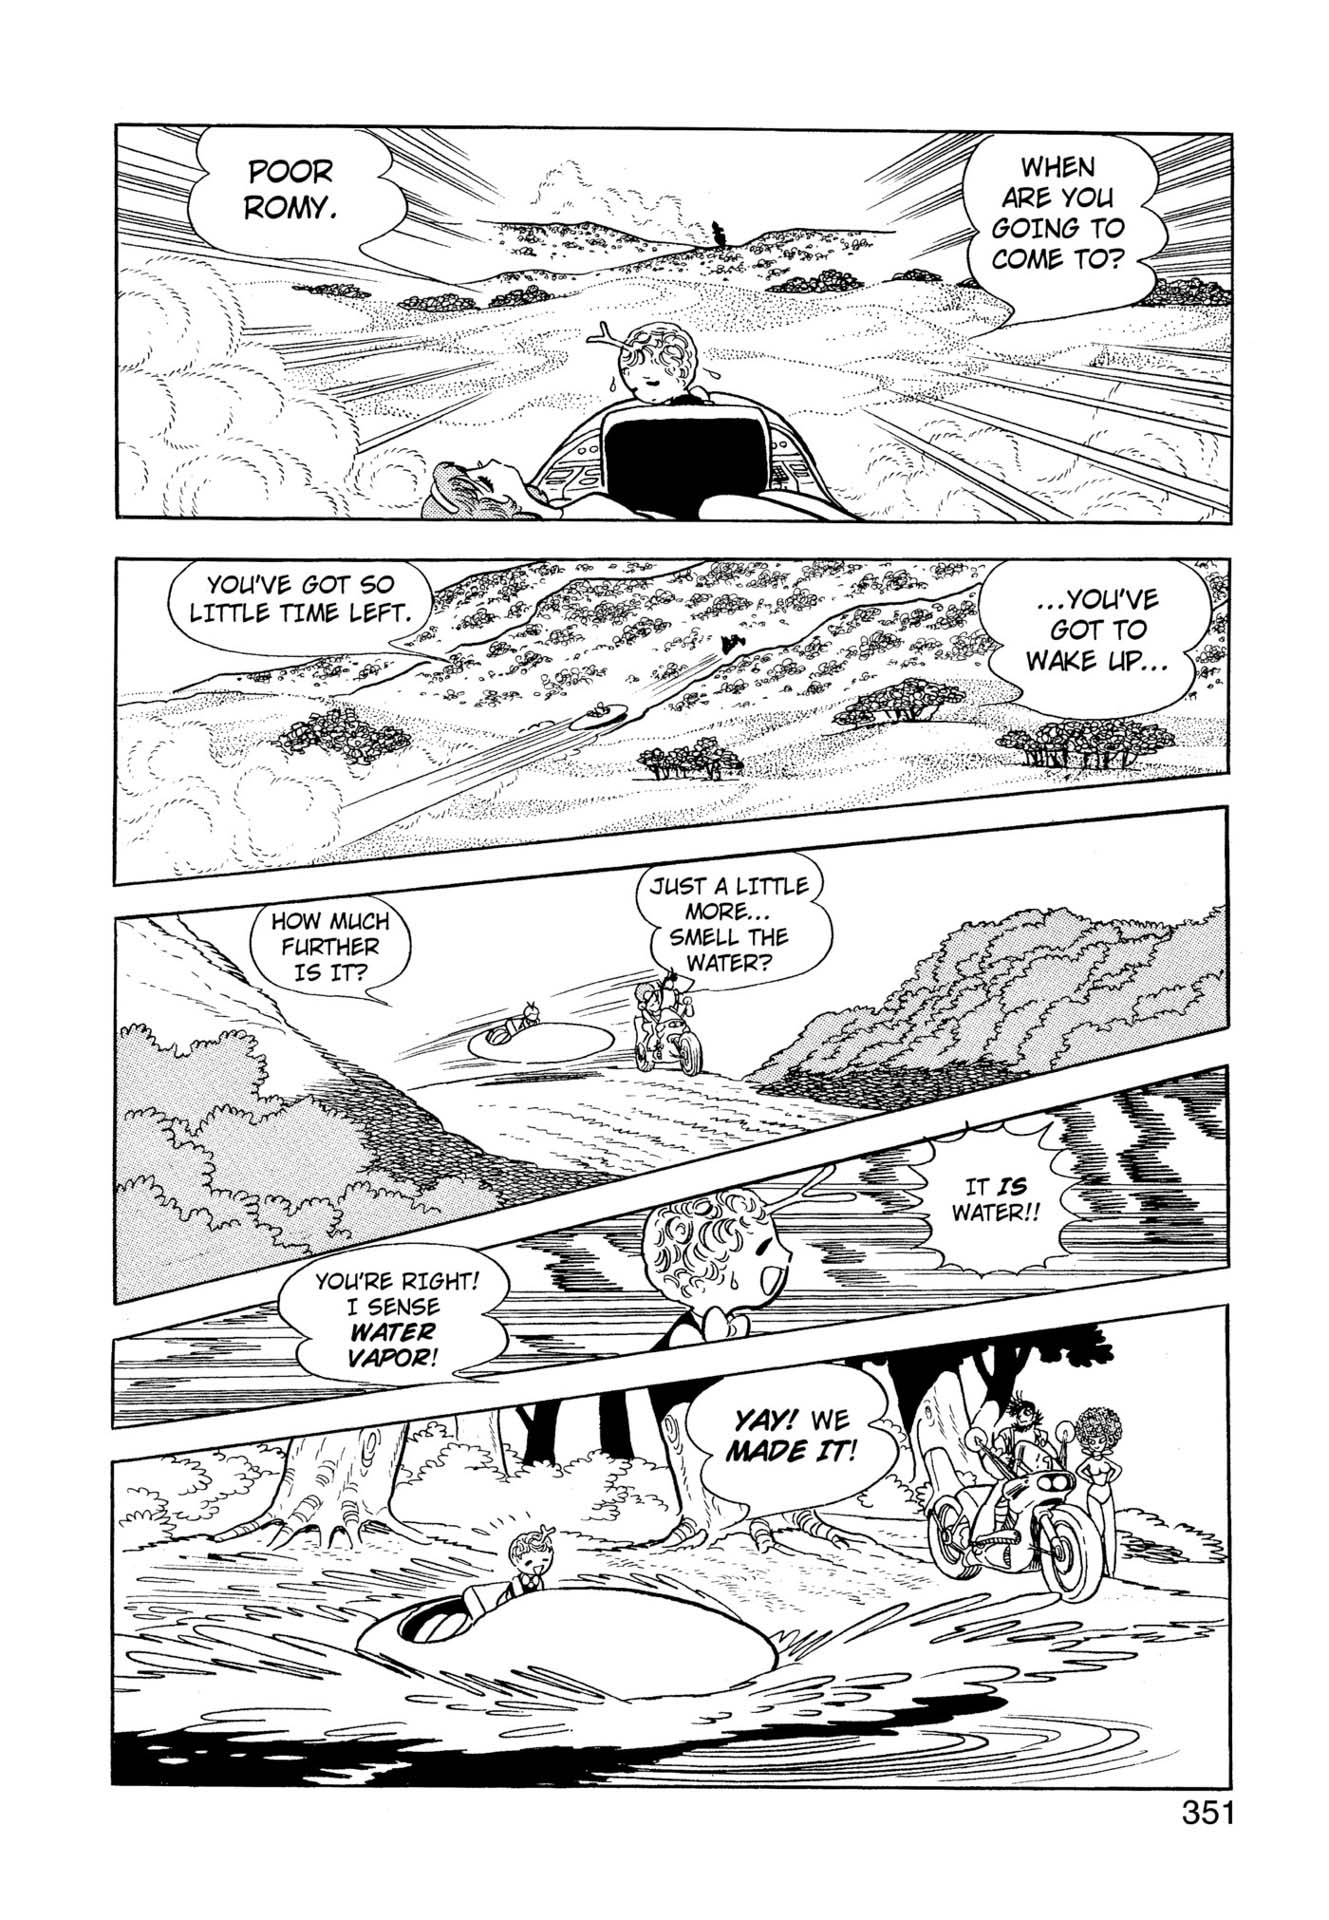 POOR
ROMY.
WHEN
ARE YOU
GOING TO
COME TO?
YOU'VE GOT SO
LITTLE TIME LEFT.
...YOU'VE
GOT TO
WAKE UP...
HOW MUCH
FURTHER
IS IT?
JUST A LITTLE
MORE...
SMELL THE
WATER?
YOU'RE RIGHT!
I SENSE
WATER
VAPOR!
IT IS
WATER!!
YAY! WE
MADE IT!
351